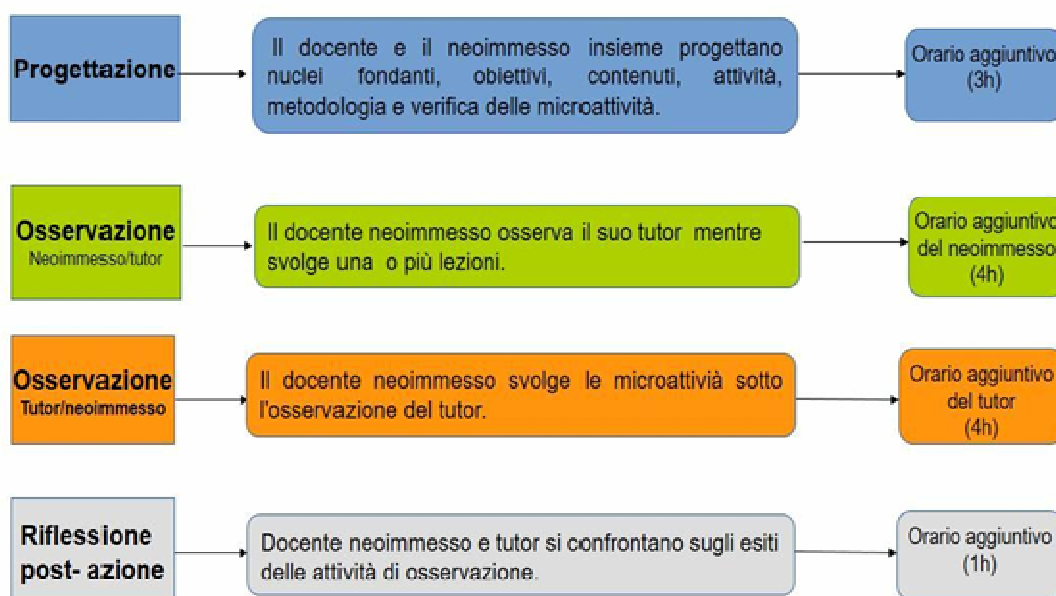 Progettazione
Il docente e il neoimmesso insieme progettano
nuclei fondanti, obiettivi, contenuti, attività,
metodologia e verifica delle microattività.
Orario aggiuntivo
(3h)
Osservazione
Neoimmesso/tutor
Il docente neoimmesso osserva il suo tutor mentre
svolge una o più lezioni.
Orario aggiuntivo
del neoimmesso
(4h)
Osservazione
Tutor/neoimmesso
Il docente neoimmesso svolge le microattivià sotto
l'osservazione del tutor.
Orario aggiuntivo
del tutor
(4h)
Riflessione
post- azione
Docente neoimmesso e tutor si confrontano sugli esiti
delle attività di osservazione.
Orario aggiuntivo
(1h)